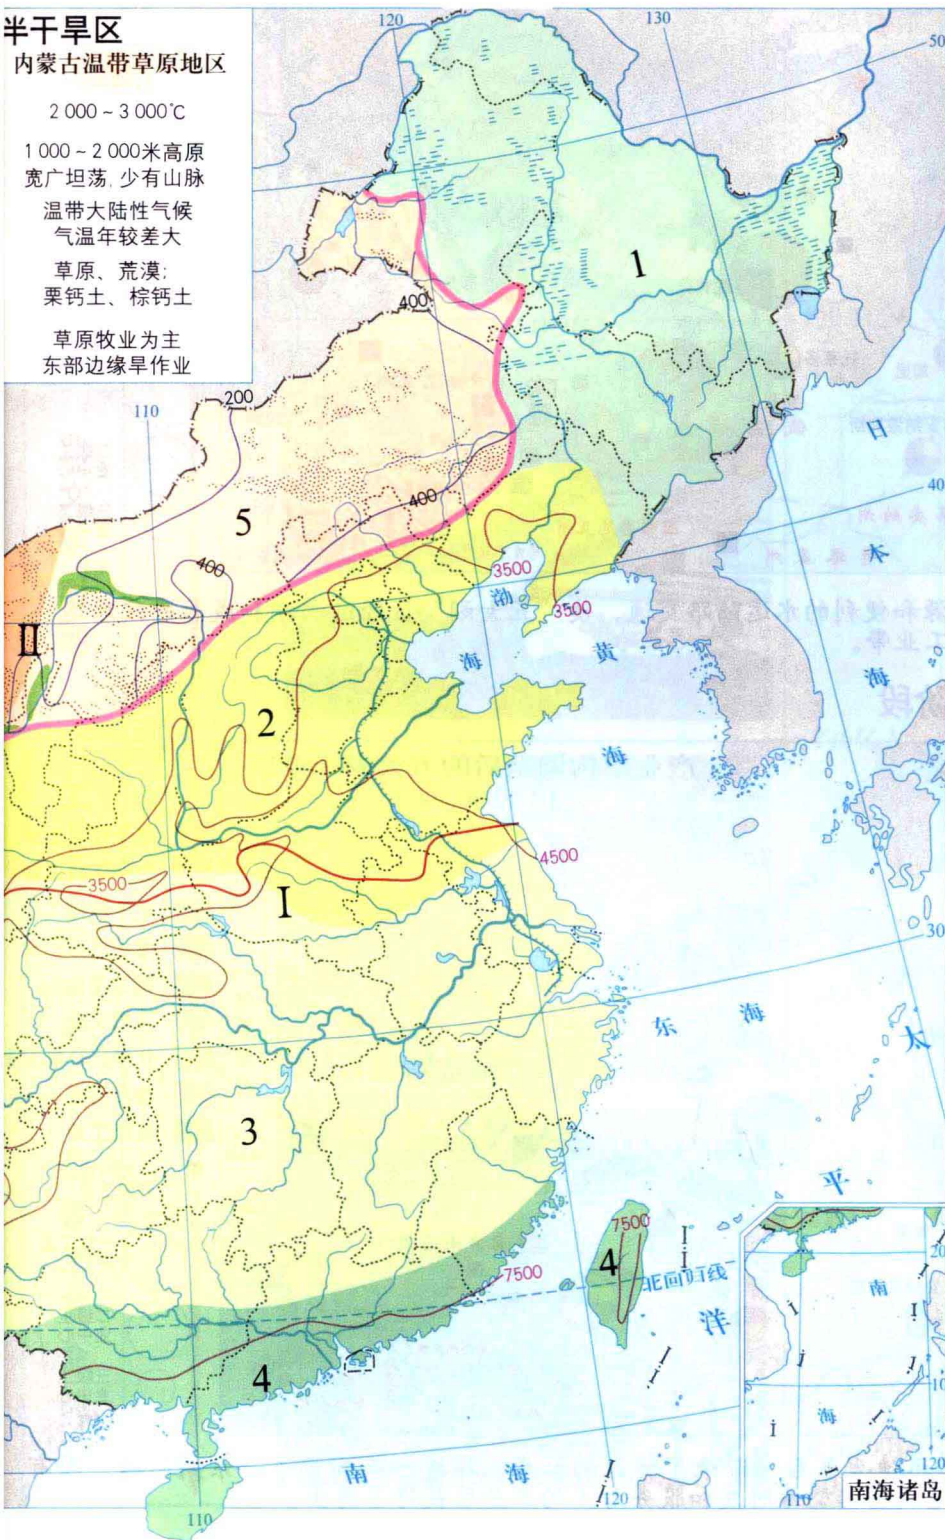 半干旱区
内蒙古温带草原地区
2 000 ~ 3 000℃
1 000 ~ 2 000米高原
宽广坦荡, 少有山脉
温带大陆性气候
气温年较差大
草原、荒漠;
栗钙土、棕钙土
草原牧业为主
东部边缘旱作业
120
130
50
1
400
200
110
日
5
400
40
本
400
3500
渤
3500
Ⅱ
海
黄
海
2
海
4500
3500
Ⅰ
30
东
海
太
3
平
7500
4
北回归线
7500
洋
20
南
4
10
海
南
海
120
110
120
110
南海诸岛